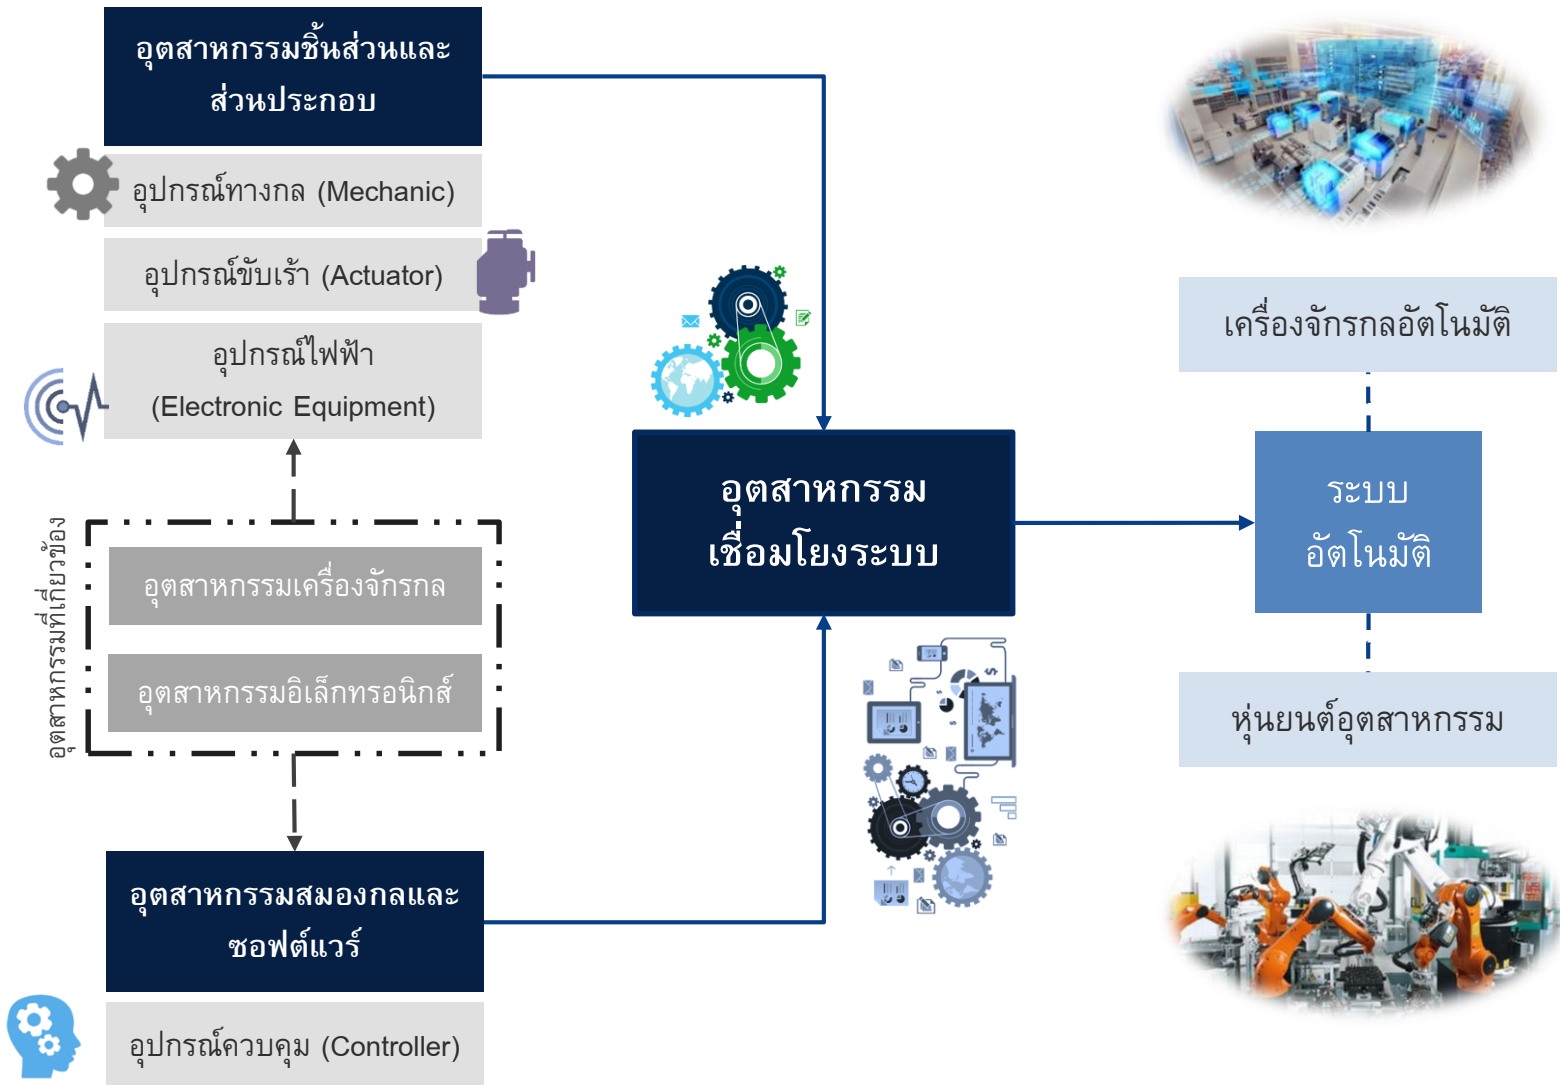 อุตสาหกรรมชิ้นส่วนและ
ส่วนประกอบ
อุปกรณ์ทางกล (Mechanic)
อุปกรณ์ขับเร้า (Actuator)
อุปกรณ์ไฟฟ้า
(Electronic Equipment)
อุตสาหกรรมที่เกี่ยวข้อง
อุตสาหกรรมเครื่องจักรกล
อุตสาหกรรมอิเล็กทรอนิกส์
อุตสาหกรรมสมองกลและ
ซอฟต์แวร์
อุปกรณ์ควบคุม (Controller)
อุตสาหกรรม
เชื่อมโยงระบบ
เครื่องจักรกลอัตโนมัติ
ระบบ
อัตโนมัติ
หุ่นยนต์อุตสาหกรรม